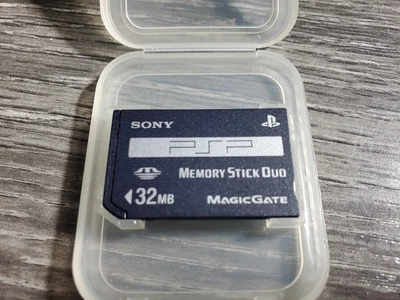 SONY
PSP
MEMORY STICK DUO
32MB
MAGICGATE